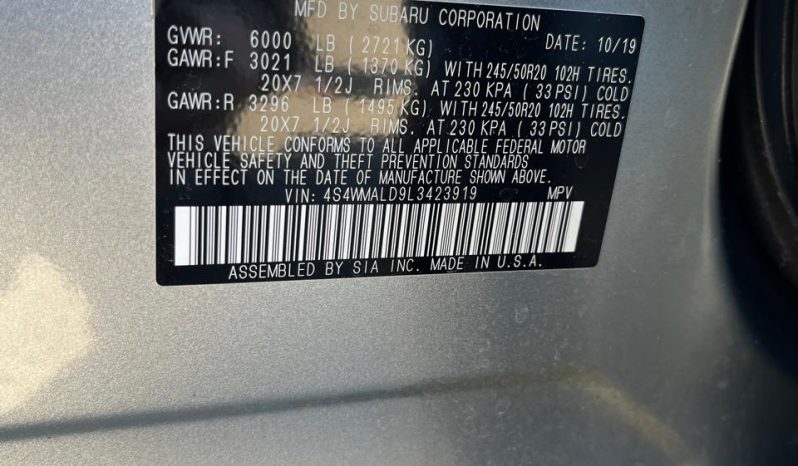 MFD BY SUBARU CORPORATION
GVWR: 6000 LB (2721 KG) DATE: 10/19
GAWR:F 3021 LB (1370 KG) WITH 245/50R20 102H TIRES.
20X7 1/2J RIMS. AT 230 KPA (33 PSI) COLD
GAWR:R 3296 LB (1495 KG) WITH 245/50R20 102H TIRES.
20X7 1/2J RIMS. AT 230 KPA (33 PSI) COLD
THIS VEHICLE CONFORMS TO ALL APPLICABLE FEDERAL MOTOR
VEHICLE SAFETY AND THEFT PREVENTION STANDARDS
IN EFFECT ON THE DATE OF MANUFACTURE SHOWN ABOVE.
VIN: 4S4WMALD9L3423919 MPV
ASSEMBLED BY SIA INC. MADE IN U.S.A.